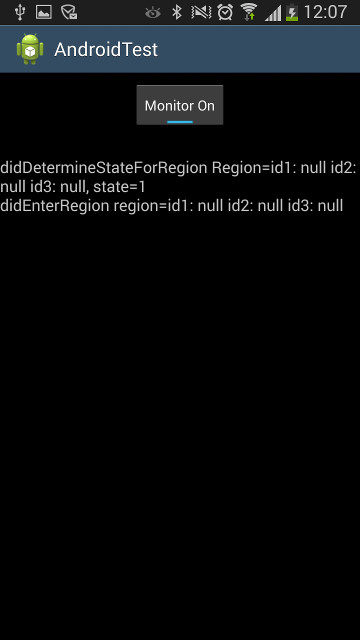 12:07
AndroidTest
Monitor On
didDetermineStateForRegion Region=id1: null id2:
null id3: null, state=1
didEnterRegion region=id1: null id2: null id3: null